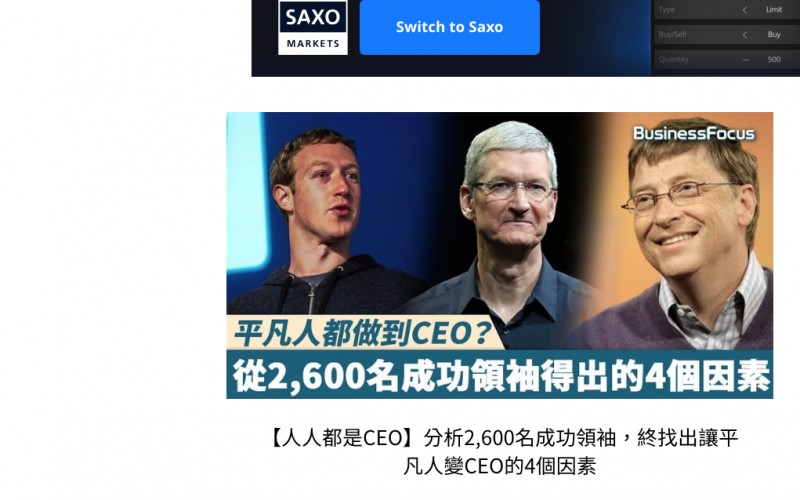 SAXO
MARKETS
Switch to Saxo
Type
Limit
Buy/Sell
Buy
Quantity
500
BusinessFocus
平凡人都做到CEO?
從2,600名成功領袖得出的4個因素
【人人都是CEO】分析2,600名成功領袖，終找出讓平
凡人變CEO的4個因素